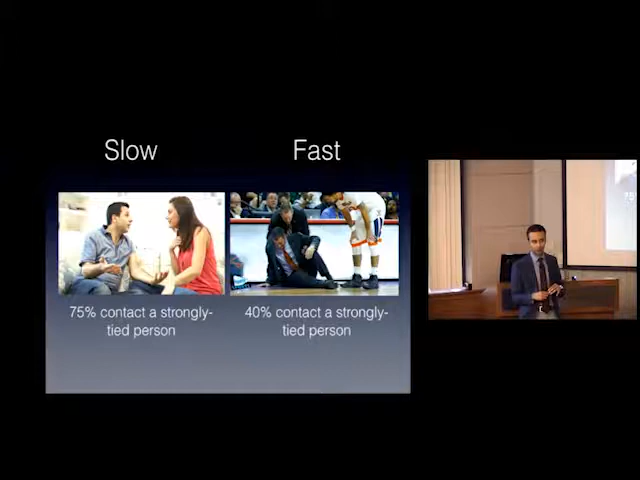 Slow
Fast
75% contact a strongly-
tied person
40% contact a strongly-
tied person